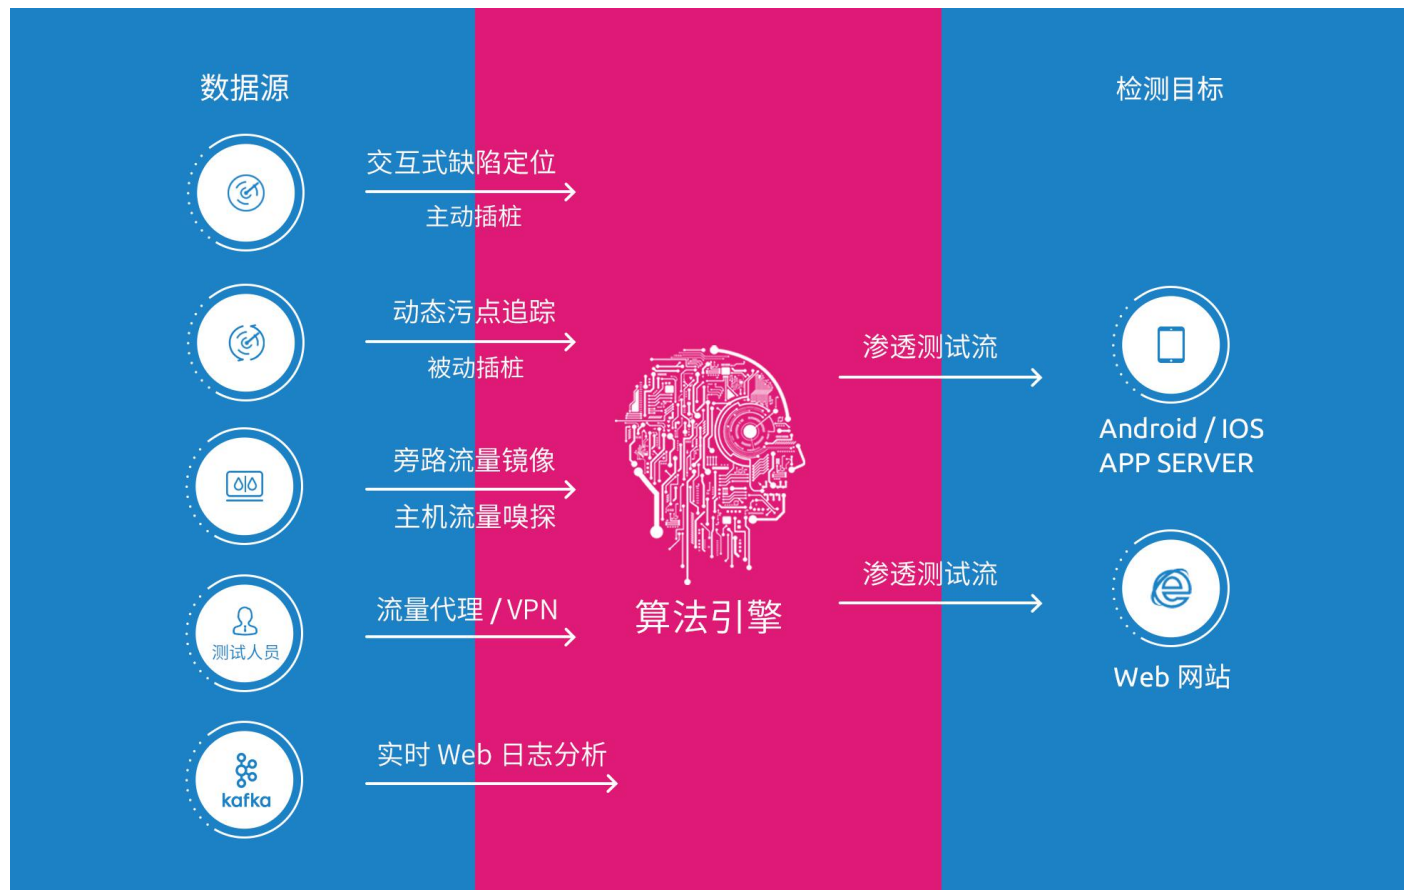 数据源
交互式缺陷定位
主动插桩
动态污点追踪
被动插桩
旁路流量镜像
主机流量嗅探
测试人员
流量代理 / VPN
kafka
实时 Web 日志分析
算法引擎
检测目标
渗透测试流
Android / IOS
APP SERVER
渗透测试流
Web 网站